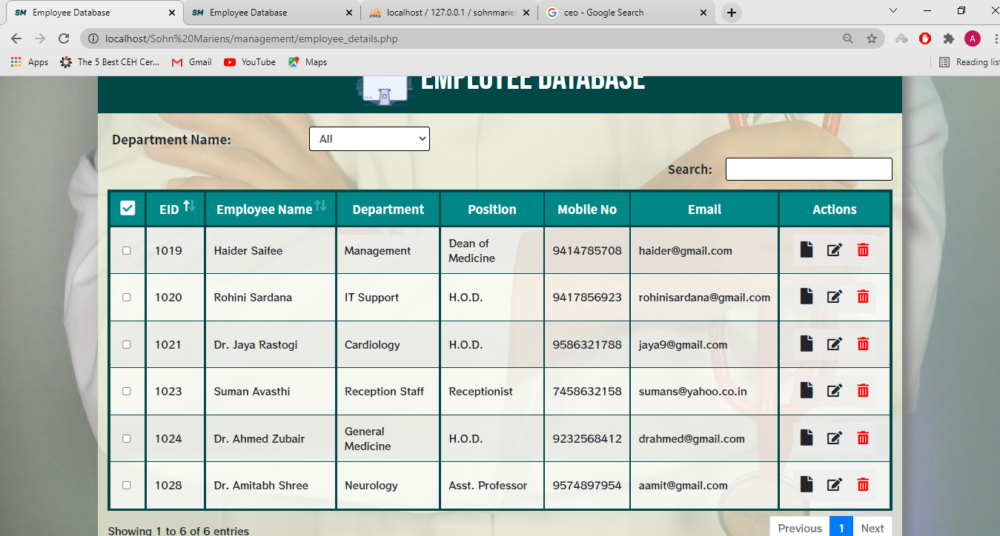 SM Employee Database
SM Employee Database
PMA localhost / 127.0.0.1 / sohnmarie
G ceo - Google Search
localhost/Sohn%20Mariens/management/employee_details.php
A
Apps
The 5 Best CEH Cer...
Gmail
YouTube
Maps
Reading list
EMPLOYEE DATABASE
Department Name: All
Search:
EID Employee Name Department Position Mobile No Email Actions
1019 Haider Saifee Management Dean of Medicine 9414785708 haider@gmail.com
1020 Rohini Sardana IT Support H.O.D. 9417856923 rohinisardana@gmail.com
1021 Dr. Jaya Rastogi Cardiology H.O.D. 9586321788 jaya9@gmail.com
1023 Suman Avasthi Reception Staff Receptionist 7458632158 sumans@yahoo.co.in
1024 Dr. Ahmed Zubair General Medicine H.O.D. 9232568412 drahmed@gmail.com
1028 Dr. Amitabh Shree Neurology Asst. Professor 9574897954 aamit@gmail.com
Showing 1 to 6 of 6 entries
Previous 1 Next